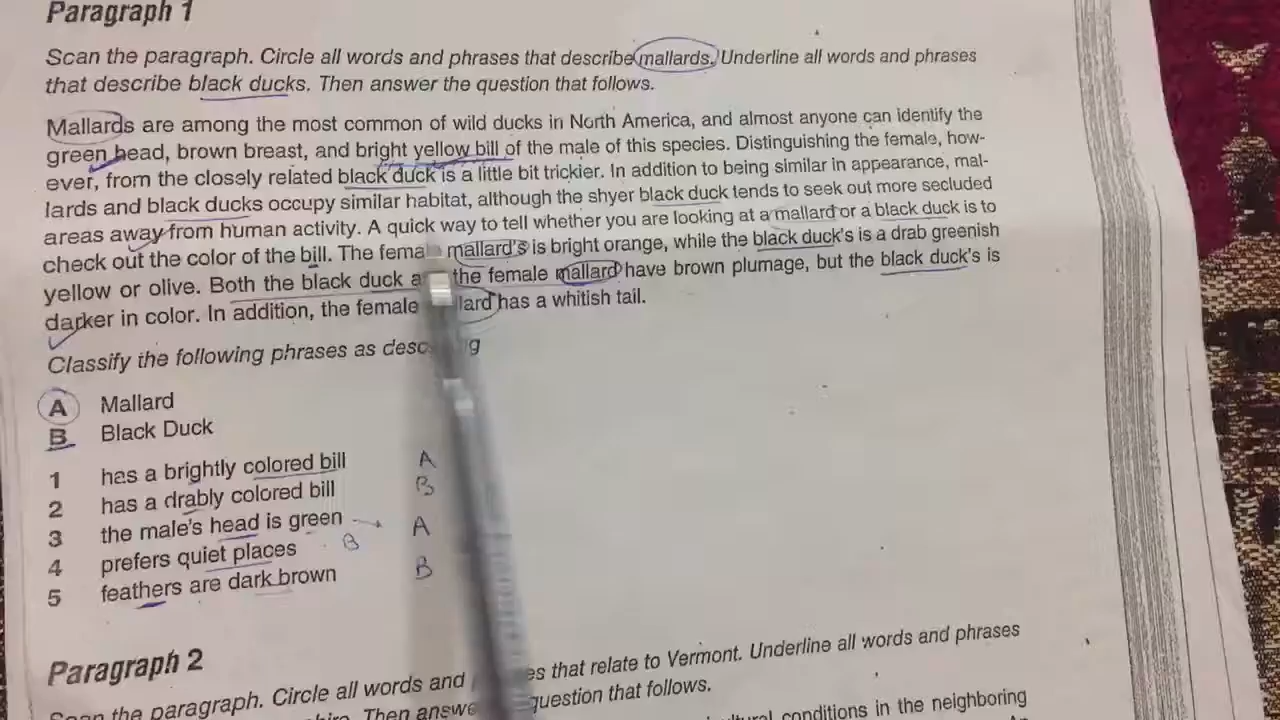 Paragraph 1
Scan the paragraph. Circle all words and phrases that describe mallards. Underline all words and phrases
that describe black ducks. Then answer the question that follows.
Mallards are among the most common of wild ducks in North America, and almost anyone can identify the
green head, brown breast, and bright yellow bill of the male of this species. Distinguishing the female, how-
ever, from the closely related black duck is a little bit trickier. In addition to being similar in appearance, mal-
lards and black ducks occupy similar habitat, although the shyer black duck tends to seek out more secluded
areas away from human activity. A quick way to tell whether you are looking at a mallard or a black duck is to
check out the color of the bill. The fema mallard's is bright orange, while the black duck's is a drab greenish
yellow or olive. Both the black duck a the female mallard have brown plumage, but the black duck's is
darker in color. In addition, the female lard has a whitish tail.
Classify the following phrases as desc g
A Mallard
B Black Duck
1 has a brightly colored bill A
2 has a drably colored bill B
3 the male's head is green A
4 prefers quiet places B
5 feathers are dark brown B
Paragraph 2
the paragraph. Circle all words and es that relate to Vermont. Underline all words and phrases
Then answe question that follows.
conditions in the neighboring